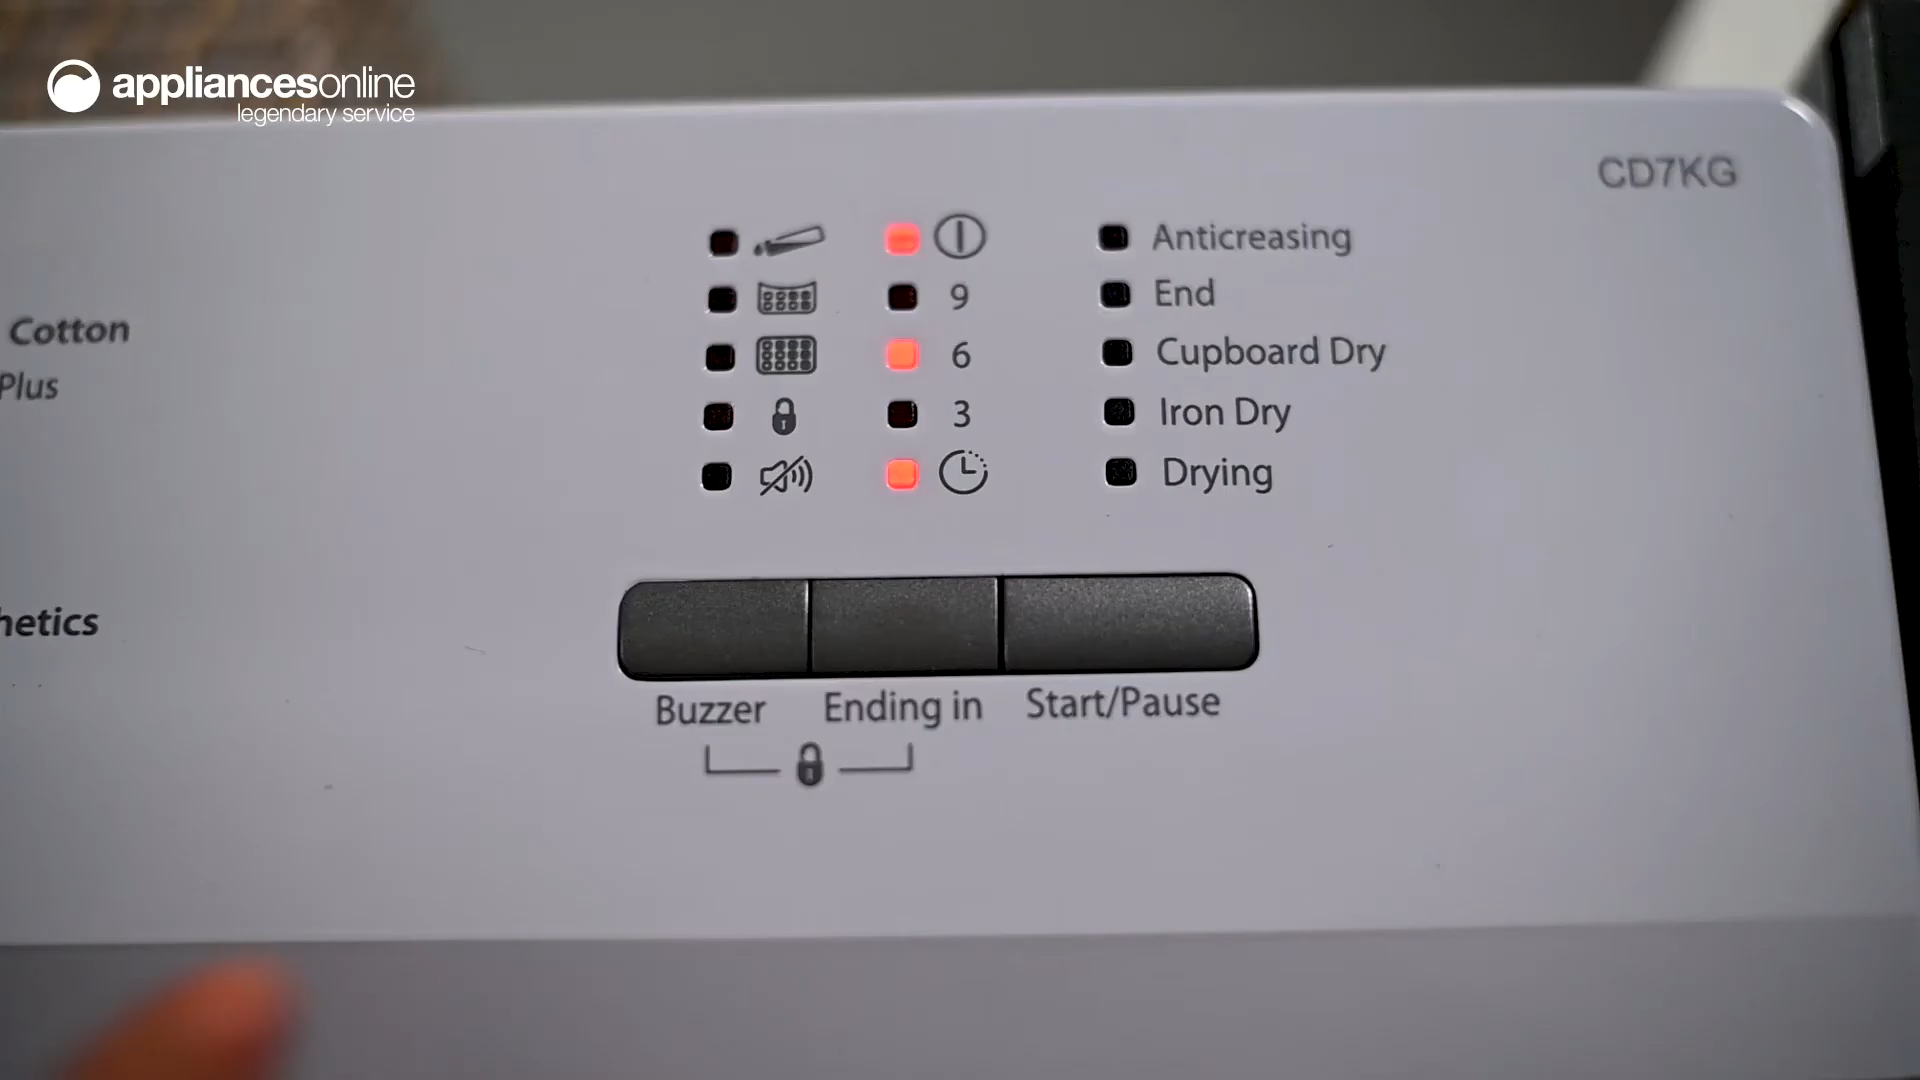 appliancesonline
legendary service
CD7KG
Cotton
Plus
hetics
9
6
3
Anticreasing
End
Cupboard Dry
Iron Dry
Drying
Buzzer
Ending in
Start/Pause